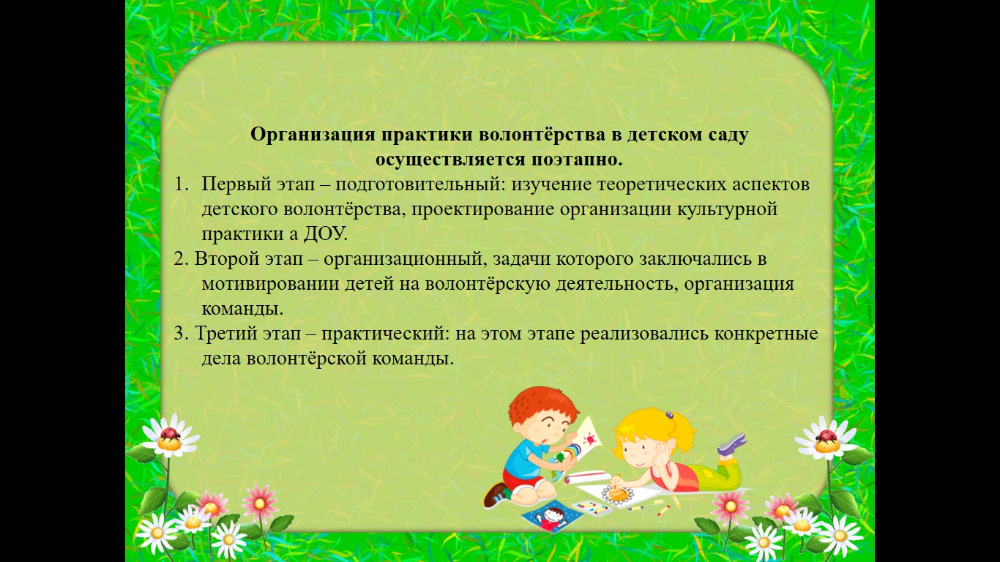 Организация практики волонтёрства в детском саду
осуществляется поэтапно.
1. Первый этап – подготовительный: изучение теоретических аспектов
детского волонтёрства, проектирование организации культурной
практики а ДОУ.
2. Второй этап – организационный, задачи которого заключались в
мотивировании детей на волонтёрскую деятельность, организация
команды.
3. Третий этап – практический: на этом этапе реализовались конкретные
дела волонтёрской команды.